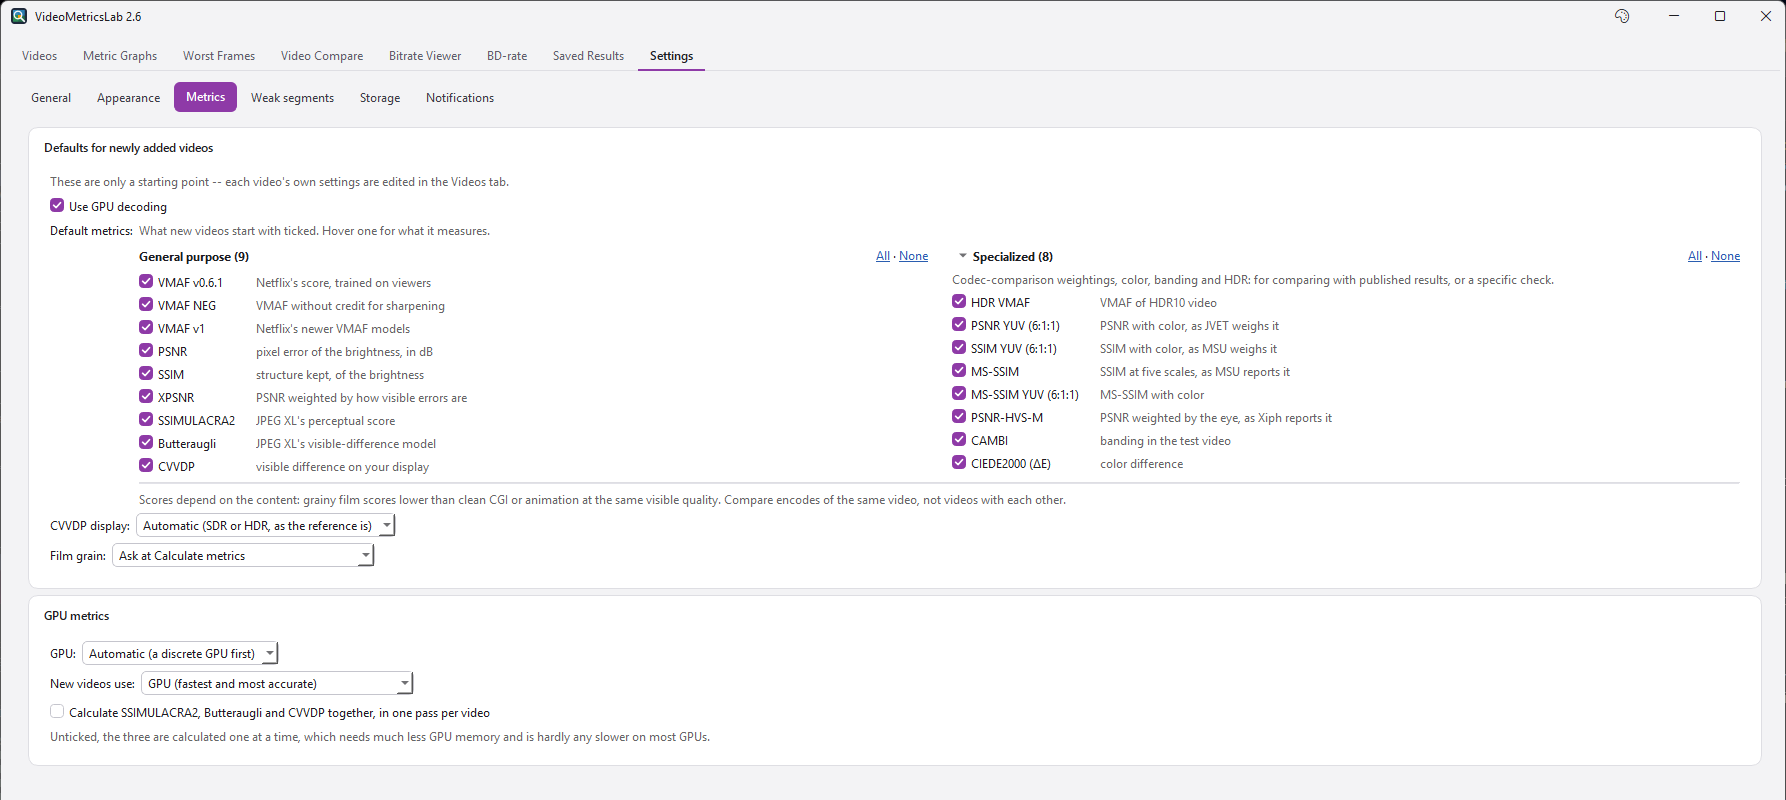 VideoMetricsLab 2.6
Videos Metric Graphs Worst Frames Video Compare Bitrate Viewer BD-rate Saved Results Settings
General Appearance Metrics Weak segments Storage Notifications
Defaults for newly added videos
These are only a starting point -- each video's own settings are edited in the Videos tab.
Use GPU decoding
Default metrics: What new videos start with ticked. Hover one for what it measures.
General purpose (9) All · None
VMAF v0.6.1 Netflix's score, trained on viewers
VMAF NEG VMAF without credit for sharpening
VMAF v1 Netflix's newer VMAF models
PSNR pixel error of the brightness, in dB
SSIM structure kept, of the brightness
XPSNR PSNR weighted by how visible errors are
SSIMULACRA2 JPEG XL's perceptual score
Butteraugli JPEG XL's visible-difference model
CVVDP visible difference on your display
Specialized (8) All · None
Codec-comparison weightings, color, banding and HDR: for comparing with published results, or a specific check.
HDR VMAF VMAF of HDR10 video
PSNR YUV (6:1:1) PSNR with color, as JVET weighs it
SSIM YUV (6:1:1) SSIM with color, as MSU weighs it
MS-SSIM SSIM at five scales, as MSU reports it
MS-SSIM YUV (6:1:1) MS-SSIM with color
PSNR-HVS-M PSNR weighted by the eye, as Xiph reports it
CAMBI banding in the test video
CIEDE2000 (ΔE) color difference
Scores depend on the content: grainy film scores lower than clean CGI or animation at the same visible quality. Compare encodes of the same video, not videos with each other.
CVVDP display: Automatic (SDR or HDR, as the reference is)
Film grain: Ask at Calculate metrics
GPU metrics
GPU: Automatic (a discrete GPU first)
New videos use: GPU (fastest and most accurate)
Calculate SSIMULACRA2, Butteraugli and CVVDP together, in one pass per video
Unticked, the three are calculated one at a time, which needs much less GPU memory and is hardly any slower on most GPUs.